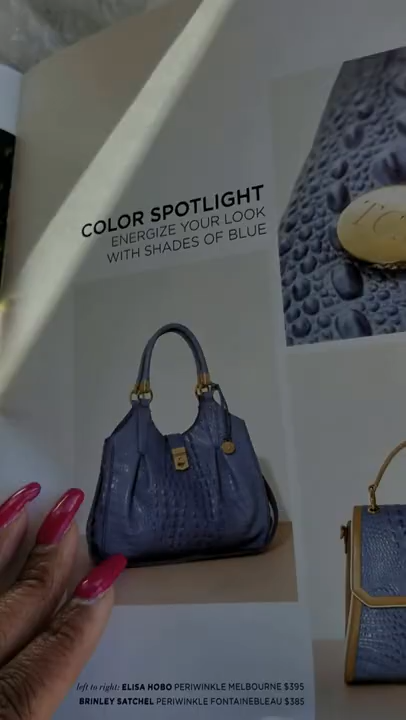 COLOR SPOTLIGHT
ENERGIZE YOUR LOOK
WITH SHADES OF BLUE
left to right: ELISA HOBO PERIWINKLE MELBOURNE $395
BRINLEY SATCHEL PERIWINKLE FONTAINEBLEAU $385